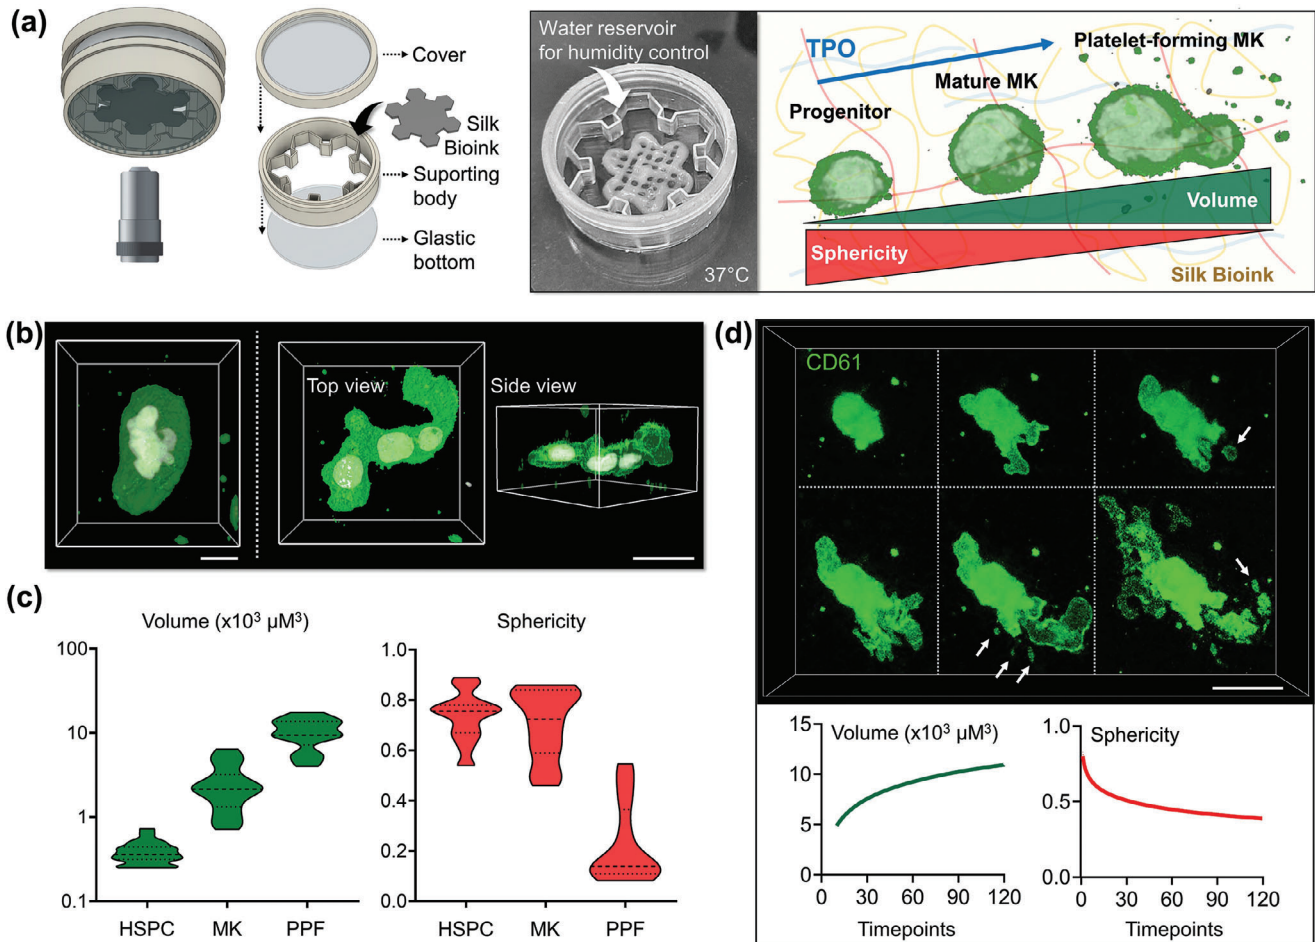 (a)
Cover
Silk
Bioink
Suporting
body
Glastic
bottom
Water reservoir
for humidity control
37°C
TPO
Platelet-forming MK
Mature MK
Progenitor
Volume
Sphericity
Silk Bioink
(b)
Top view
Side view
(c)
Volume (x10³ μM³)
100
10
1
0.1
HSPC MK PPF
Sphericity
1.0
0.8
0.6
0.4
0.2
0.0
HSPC MK PPF
(d)
CD61
Volume (x10³ μM³)
15
10
5
0
0 30 60 90 120
Timepoints
Sphericity
1.0
0.5
0.0
0 30 60 90 120
Timepoints